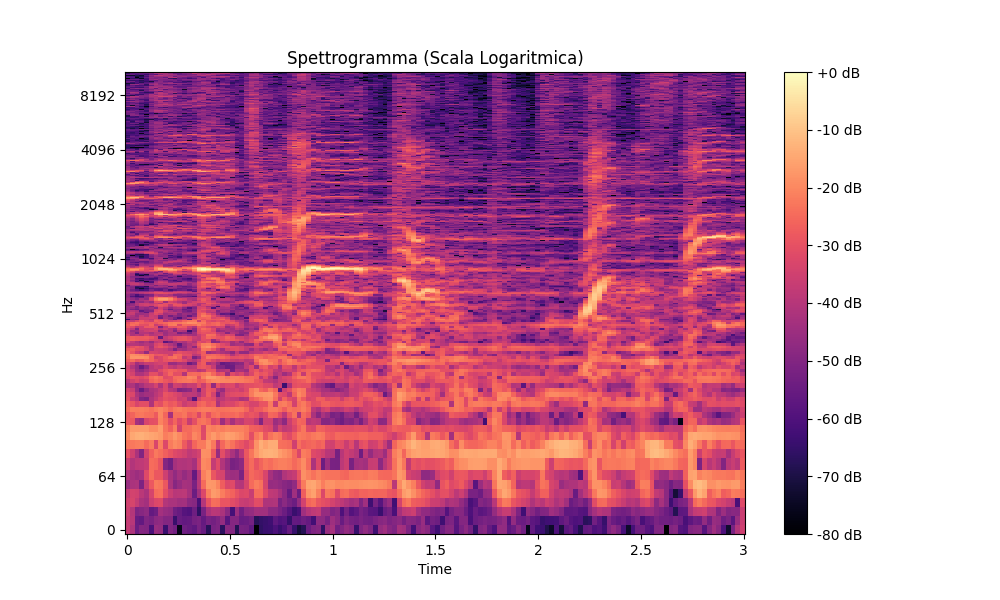 Spettrogramma (Scala Logaritmica)
Hz
8192
4096
2048
1024
512
256
128
64
0
0
0.5
1
1.5
2
2.5
3
Time
+0 dB
-10 dB
-20 dB
-30 dB
-40 dB
-50 dB
-60 dB
-70 dB
-80 dB